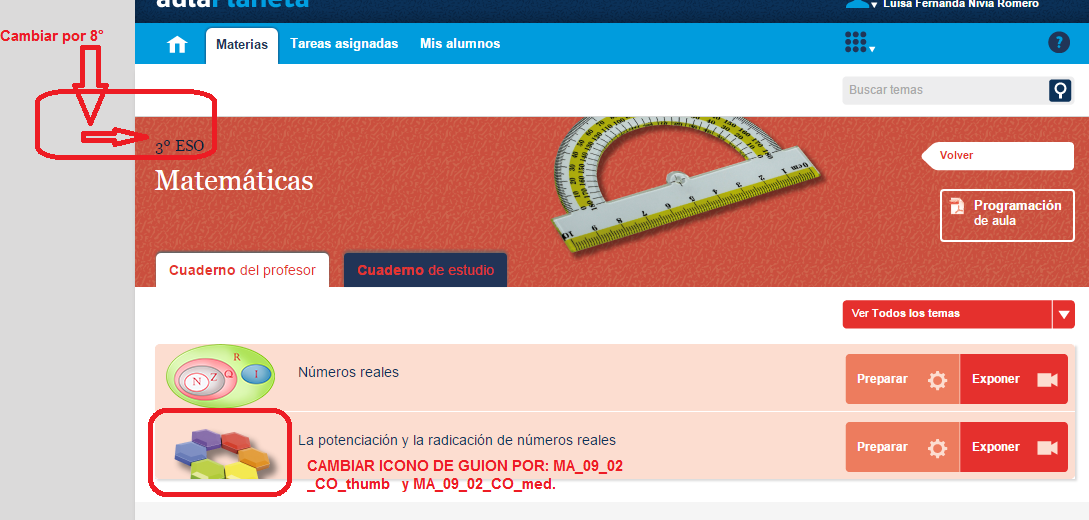 aulaPlaneta
Luisa Fernanda Nivia Romero
Cambiar por 8°
Materias
Tareas asignadas
Mis alumnos
?
Buscar temas
3º ESO
Matemáticas
Volver
Programación
de aula
Cuaderno del profesor
Cuaderno de estudio
Ver Todos los temas
R
I
Q
Z
N
Números reales
Preparar
Exponer
La potenciación y la radicación de números reales
Preparar
Exponer
CAMBIAR ICONO DE GUION POR: MA_09_02
_CO_thumb y MA_09_02_CO_med.